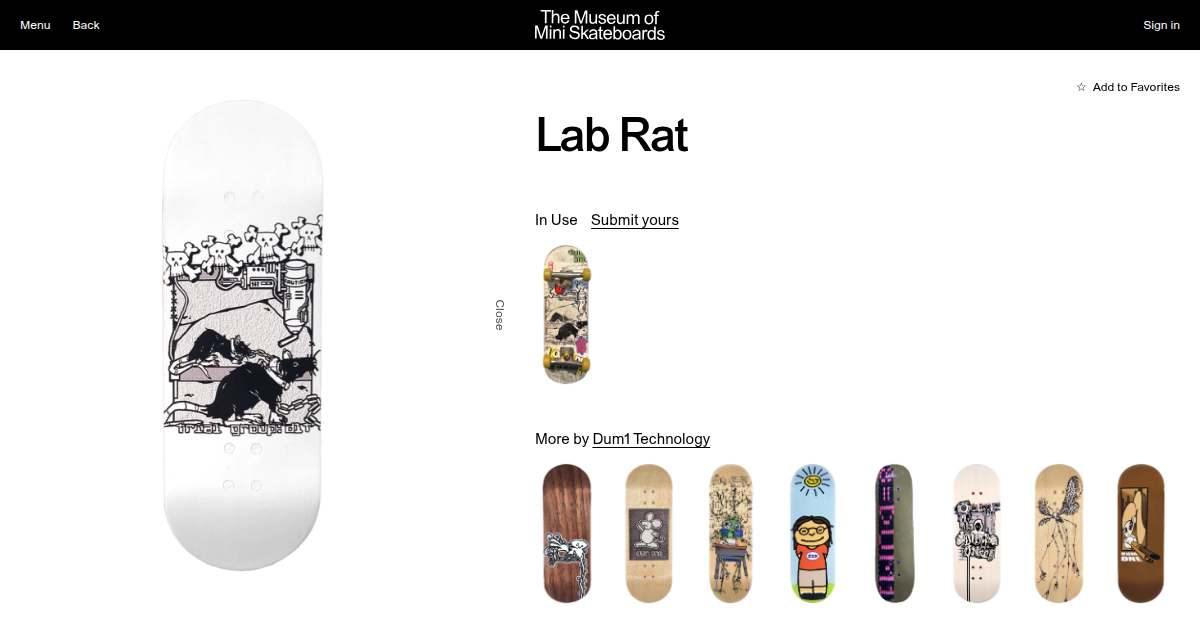 Menu
Back
The Museum of
Mini Skateboards
Sign in
☆ Add to Favorites
Lab Rat
In Use Submit yours
Close
More by Dum1 Technology